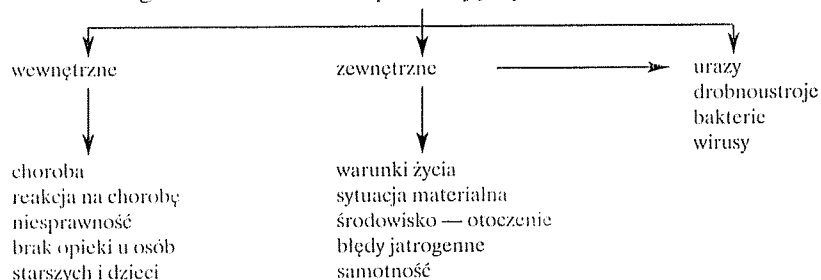 wewnętrzne
choroba
reakcja na chorobę
niesprawność
brak opieki u osób
starszych i dzieci
zewnętrzne
warunki życia
sytuacja materialna
środowisko — otoczenie
błędy jatrogenne
samotność
urazy
drobnoustroje
bakterie
wirusy